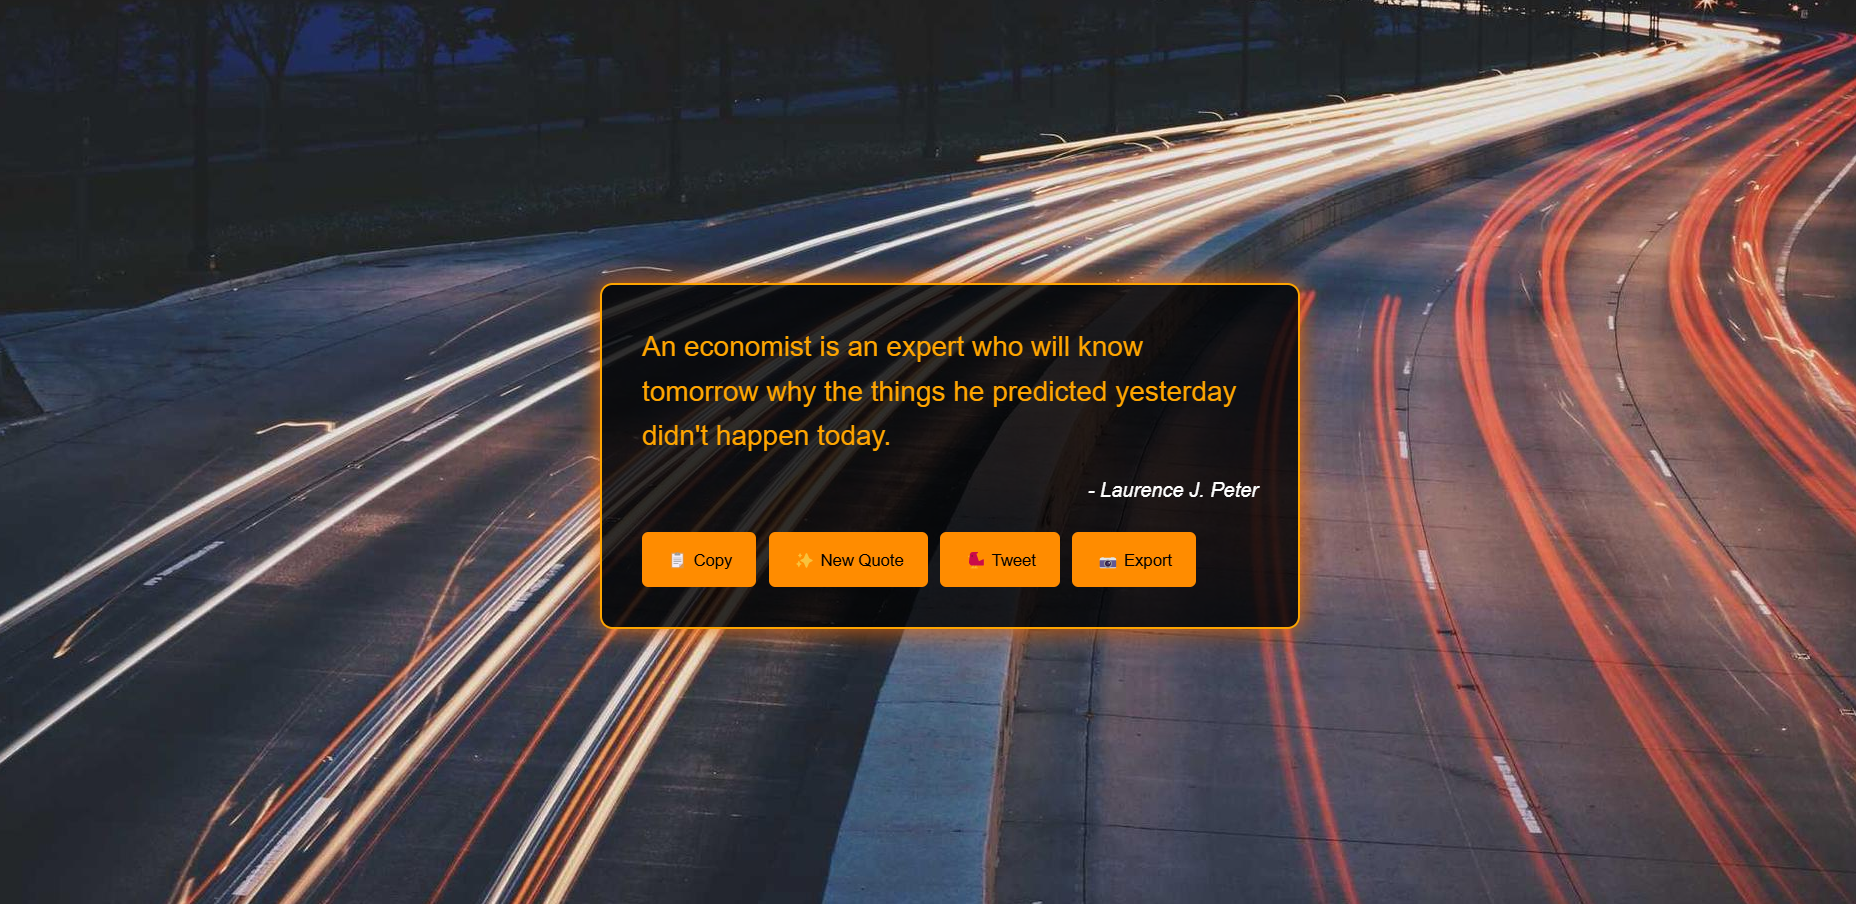 An economist is an expert who will know
tomorrow why the things he predicted yesterday
didn't happen today.
- Laurence J. Peter
Copy New Quote Tweet Export